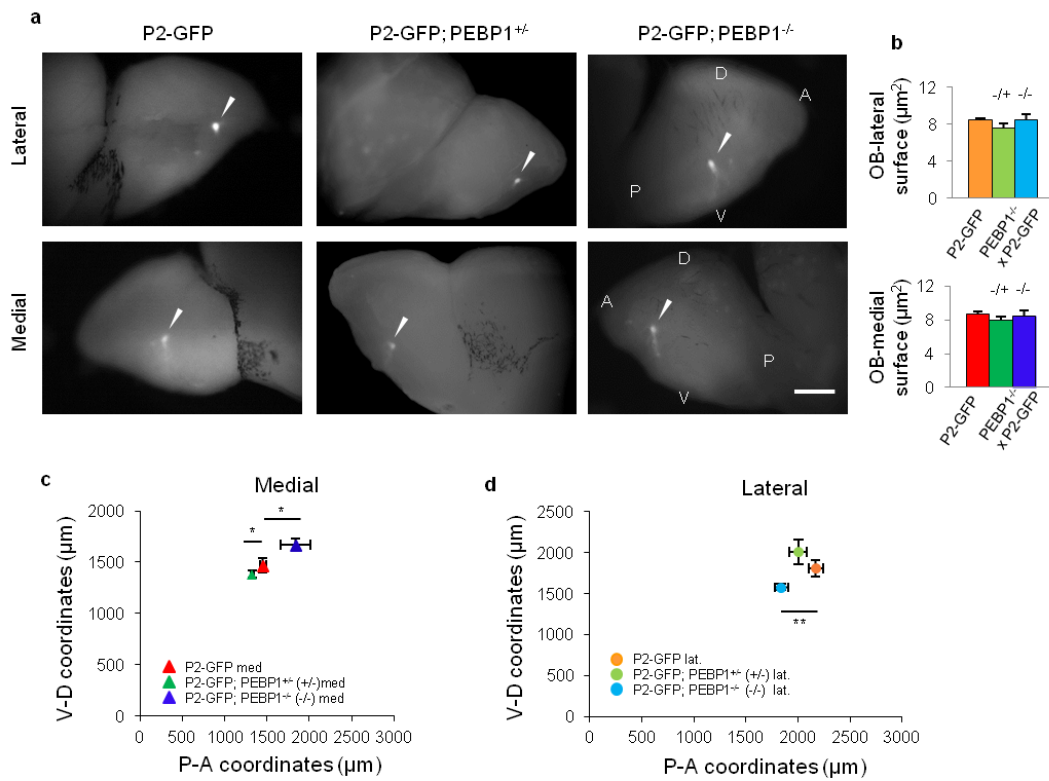 a
P2-GFP
P2-GFP; PEBP1+/-
P2-GFP; PEBP1-/-
Lateral
D
A
P
V
Medial
D
A
P
V
b
OB-lateral
surface (µm²)
12
8
4
0
-/+ -/-
P2-GFP
PEBP1-/-
x P2-GFP
OB-medial
surface (µm²)
12
8
4
0
-/+ -/-
P2-GFP
PEBP1-/-
x P2-GFP
c
Medial
V-D coordinates (µm)
2000
1500
1000
500
0
* *
P2-GFP med
P2-GFP; PEBP1+/- (+/-)med
P2-GFP; PEBP1-/- (-/-) med
0 500 1000 1500 2000 2500 3000
P-A coordinates (µm)
d
Lateral
V-D coordinates (µm)
2500
2000
1500
1000
500
0
**
P2-GFP lat.
P2-GFP; PEBP1+/- (+/-) lat.
P2-GFP; PEBP1-/- (-/-) lat.
0 500 1000 1500 2000 2500 3000
P-A coordinates (µm)